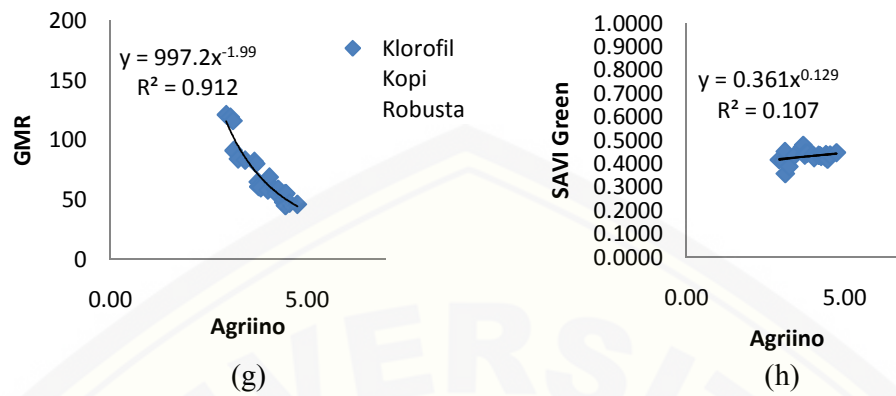 200
150
100
50
0
GMR
y = 997.2x^-1.99
R² = 0.912
Klorofil
Kopi
Robusta
0.00
5.00
Agriino
(g)
1.0000
0.9000
0.8000
0.7000
0.6000
0.5000
0.4000
0.3000
0.2000
0.1000
0.0000
SAVI Green
y = 0.361x^0.129
R² = 0.107
0.00
5.00
Agriino
(h)